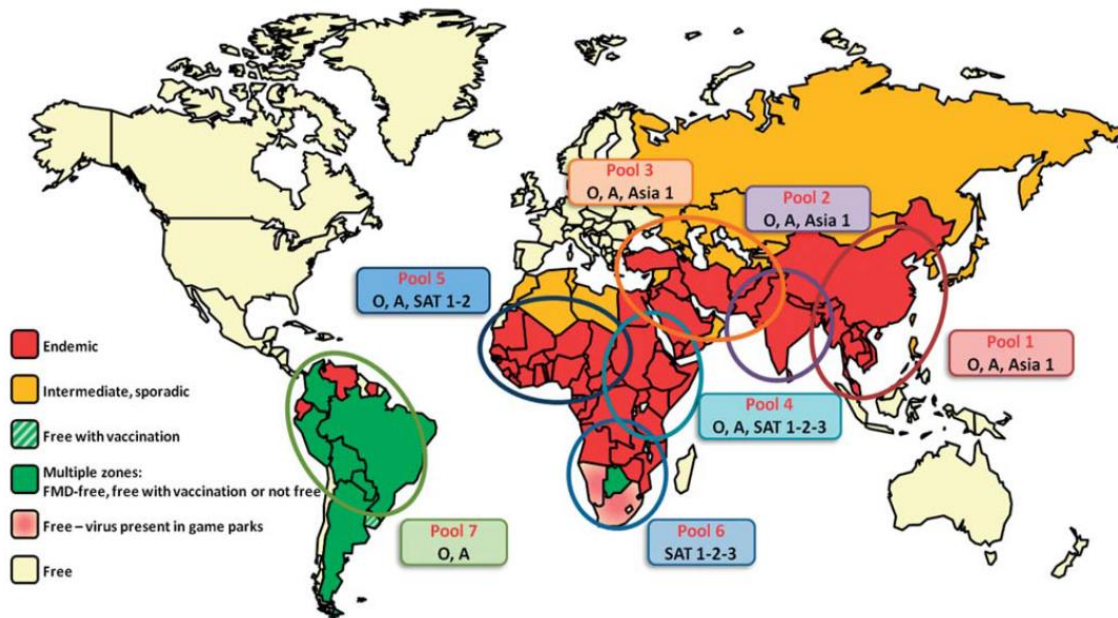 Pool 3
O, A, Asia 1
Pool 2
O, A, Asia 1
Pool 5
O, A, SAT 1-2
Pool 1
O, A, Asia 1
Pool 4
O, A, SAT 1-2-3
Pool 7
O, A
Pool 6
SAT 1-2-3
Endemic
Intermediate, sporadic
Free with vaccination
Multiple zones:
FMD-free, free with vaccination or not free
Free – virus present in game parks
Free